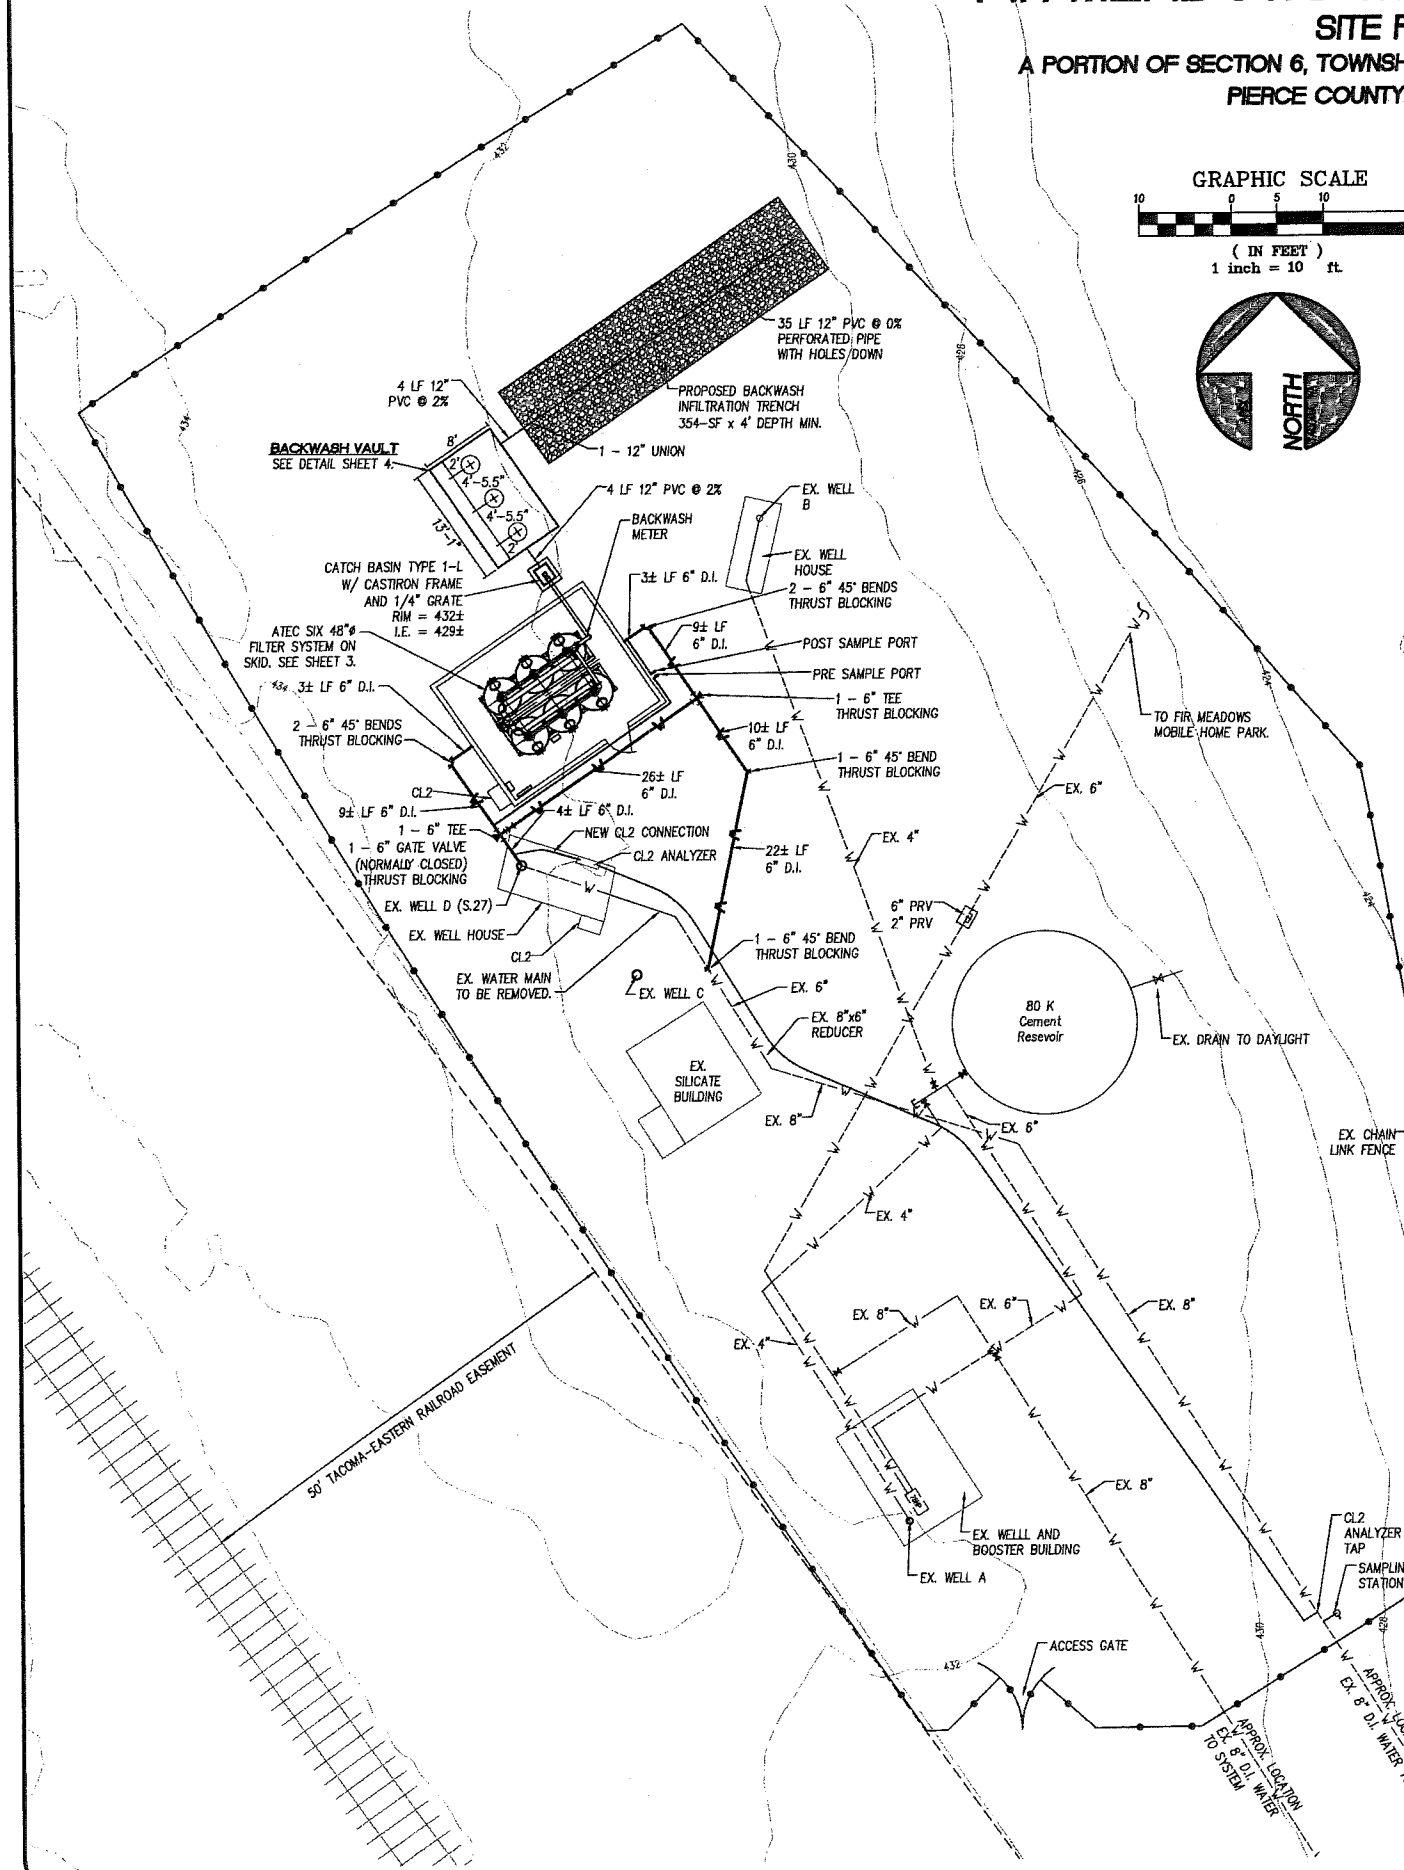 SITE
A PORTION OF SECTION 6,
PIERCE COUNTY
GRAPHIC SCALE
10 0 5 10
( IN FEET )
1 inch = 10 ft.
NORTH
432
430
428
428
424
424
434
434
35 LF 12" PVC @ 0%
PERFORATED PIPE
WITH HOLES DOWN
4 LF 12"
PVC @ 2%
PROPOSED BACKWASH
INFILTRATION TRENCH
354-SF x 4' DEPTH MIN.
1 - 12" UNION
BACKWASH VAULT
SEE DETAIL SHEET 4.
8'
2'
4'-5.5"
4'-5.5"
2'
13'-1"
4 LF 12" PVC @ 2%
BACKWASH
METER
EX. WELL
B
EX. WELL
HOUSE
CATCH BASIN TYPE 1-L
W/ CASTIRON FRAME
AND 1/4" GRATE
RIM = 432±
I.E. = 429±
3± LF 6" D.I.
2 - 6" 45° BENDS
THRUST BLOCKING
9± LF
6" D.I.
POST SAMPLE PORT
PRE SAMPLE PORT
ATEC SIX 48"ø
FILTER SYSTEM ON
SKID. SEE SHEET 3.
3± LF 6" D.I.
1 - 6" TEE
THRUST BLOCKING
2 - 6" 45° BENDS
THRUST BLOCKING
10± LF
6" D.I.
1 - 6" 45° BEND
THRUST BLOCKING
TO FIR MEADOWS
MOBILE HOME PARK.
EX. 6"
26± LF
6" D.I.
CL2
9± LF 6" D.I.
4± LF 6" D.I.
1 - 6" TEE
1 - 6" GATE VALVE
(NORMALLY CLOSED)
THRUST BLOCKING
NEW CL2 CONNECTION
CL2 ANALYZER
22± LF
6" D.I.
EX. 4"
EX. WELL D (S.27)
EX. WELL HOUSE
CL2
6" PRV
2" PRV
1 - 6" 45° BEND
THRUST BLOCKING
EX. WATER MAIN
TO BE REMOVED.
EX. WELL C
EX. 6"
EX. 8"x6"
REDUCER
80 K
Cement
Resevoir
EX. DRAIN TO DAYLIGHT
EX.
SILICATE
BUILDING
EX. 8"
EX. 6"
EX. CHAIN
LINK FENCE
EX. 4"
EX. 8"
EX. 6"
EX. 8"
EX. 4"
50' TACOMA-EASTERN RAILROAD EASEMENT
EX. 8"
EX. WELLL AND
BOOSTER BUILDING
EX. WELL A
CL2
ANALYZER
TAP
SAMPLIN
STATION
ACCESS GATE
432
430
428
APPROX. LOCATION
EX. 8" D.I. WATER
TO SYSTEM
APPROX.
EX. 8" D.I. WATER